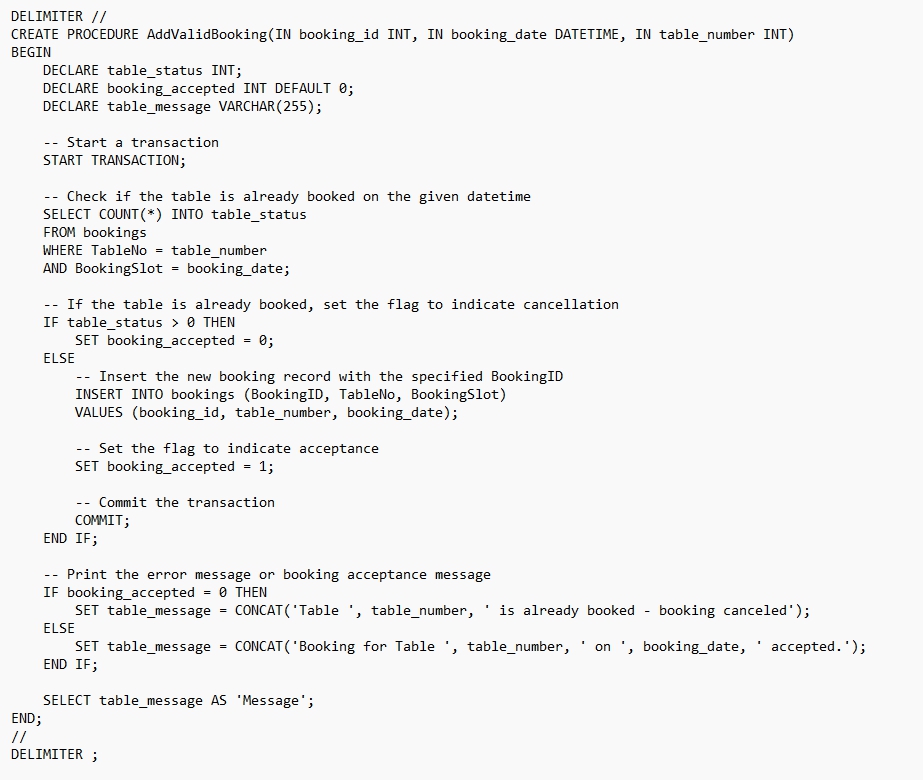 DELIMITER //
CREATE PROCEDURE AddValidBooking(IN booking_id INT, IN booking_date DATETIME, IN table_number INT)
BEGIN
    DECLARE table_status INT;
    DECLARE booking_accepted INT DEFAULT 0;
    DECLARE table_message VARCHAR(255);

    -- Start a transaction
    START TRANSACTION;

    -- Check if the table is already booked on the given datetime
    SELECT COUNT(*) INTO table_status
    FROM bookings
    WHERE TableNo = table_number
    AND BookingSlot = booking_date;

    -- If the table is already booked, set the flag to indicate cancellation
    IF table_status > 0 THEN
        SET booking_accepted = 0;
    ELSE
        -- Insert the new booking record with the specified BookingID
        INSERT INTO bookings (BookingID, TableNo, BookingSlot)
        VALUES (booking_id, table_number, booking_date);

        -- Set the flag to indicate acceptance
        SET booking_accepted = 1;

        -- Commit the transaction
        COMMIT;
    END IF;

    -- Print the error message or booking acceptance message
    IF booking_accepted = 0 THEN
        SET table_message = CONCAT('Table ', table_number, ' is already booked - booking canceled');
    ELSE
        SET table_message = CONCAT('Booking for Table ', table_number, ' on ', booking_date, ' accepted.');
    END IF;

    SELECT table_message AS 'Message';
END;
//
DELIMITER ;